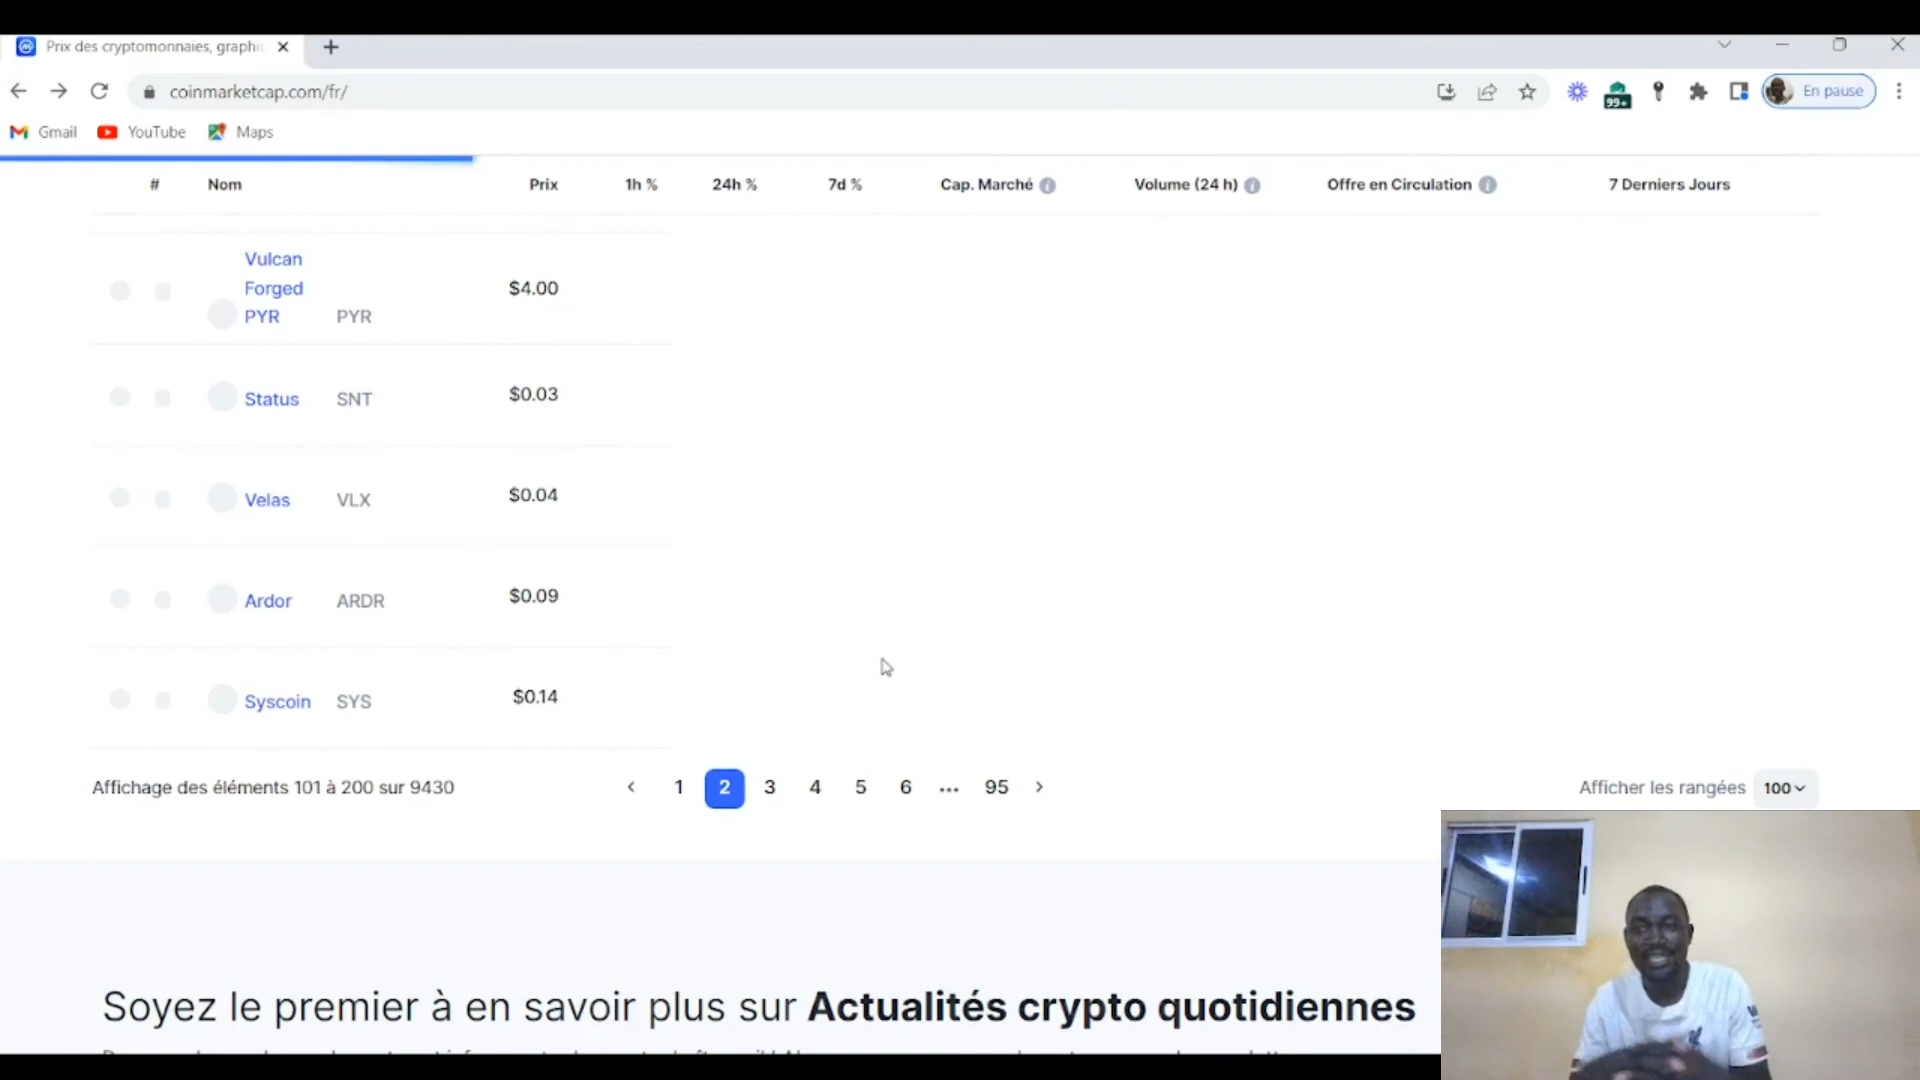 Prix des cryptomonnaies, graphi
coinmarketcap.com/fr/
99+
En pause
Gmail YouTube Maps
# Nom Prix 1h % 24h % 7d % Cap. Marché Volume (24 h) Offre en Circulation 7 Derniers Jours
Vulcan
Forged
PYR PYR $4.00
Status SNT $0.03
Velas VLX $0.04
Ardor ARDR $0.09
Syscoin SYS $0.14
Affichage des éléments 101 à 200 sur 9430 1 2 3 4 5 6 ... 95 Afficher les rangées 100
Soyez le premier à en savoir plus sur Actualités crypto quotidiennes